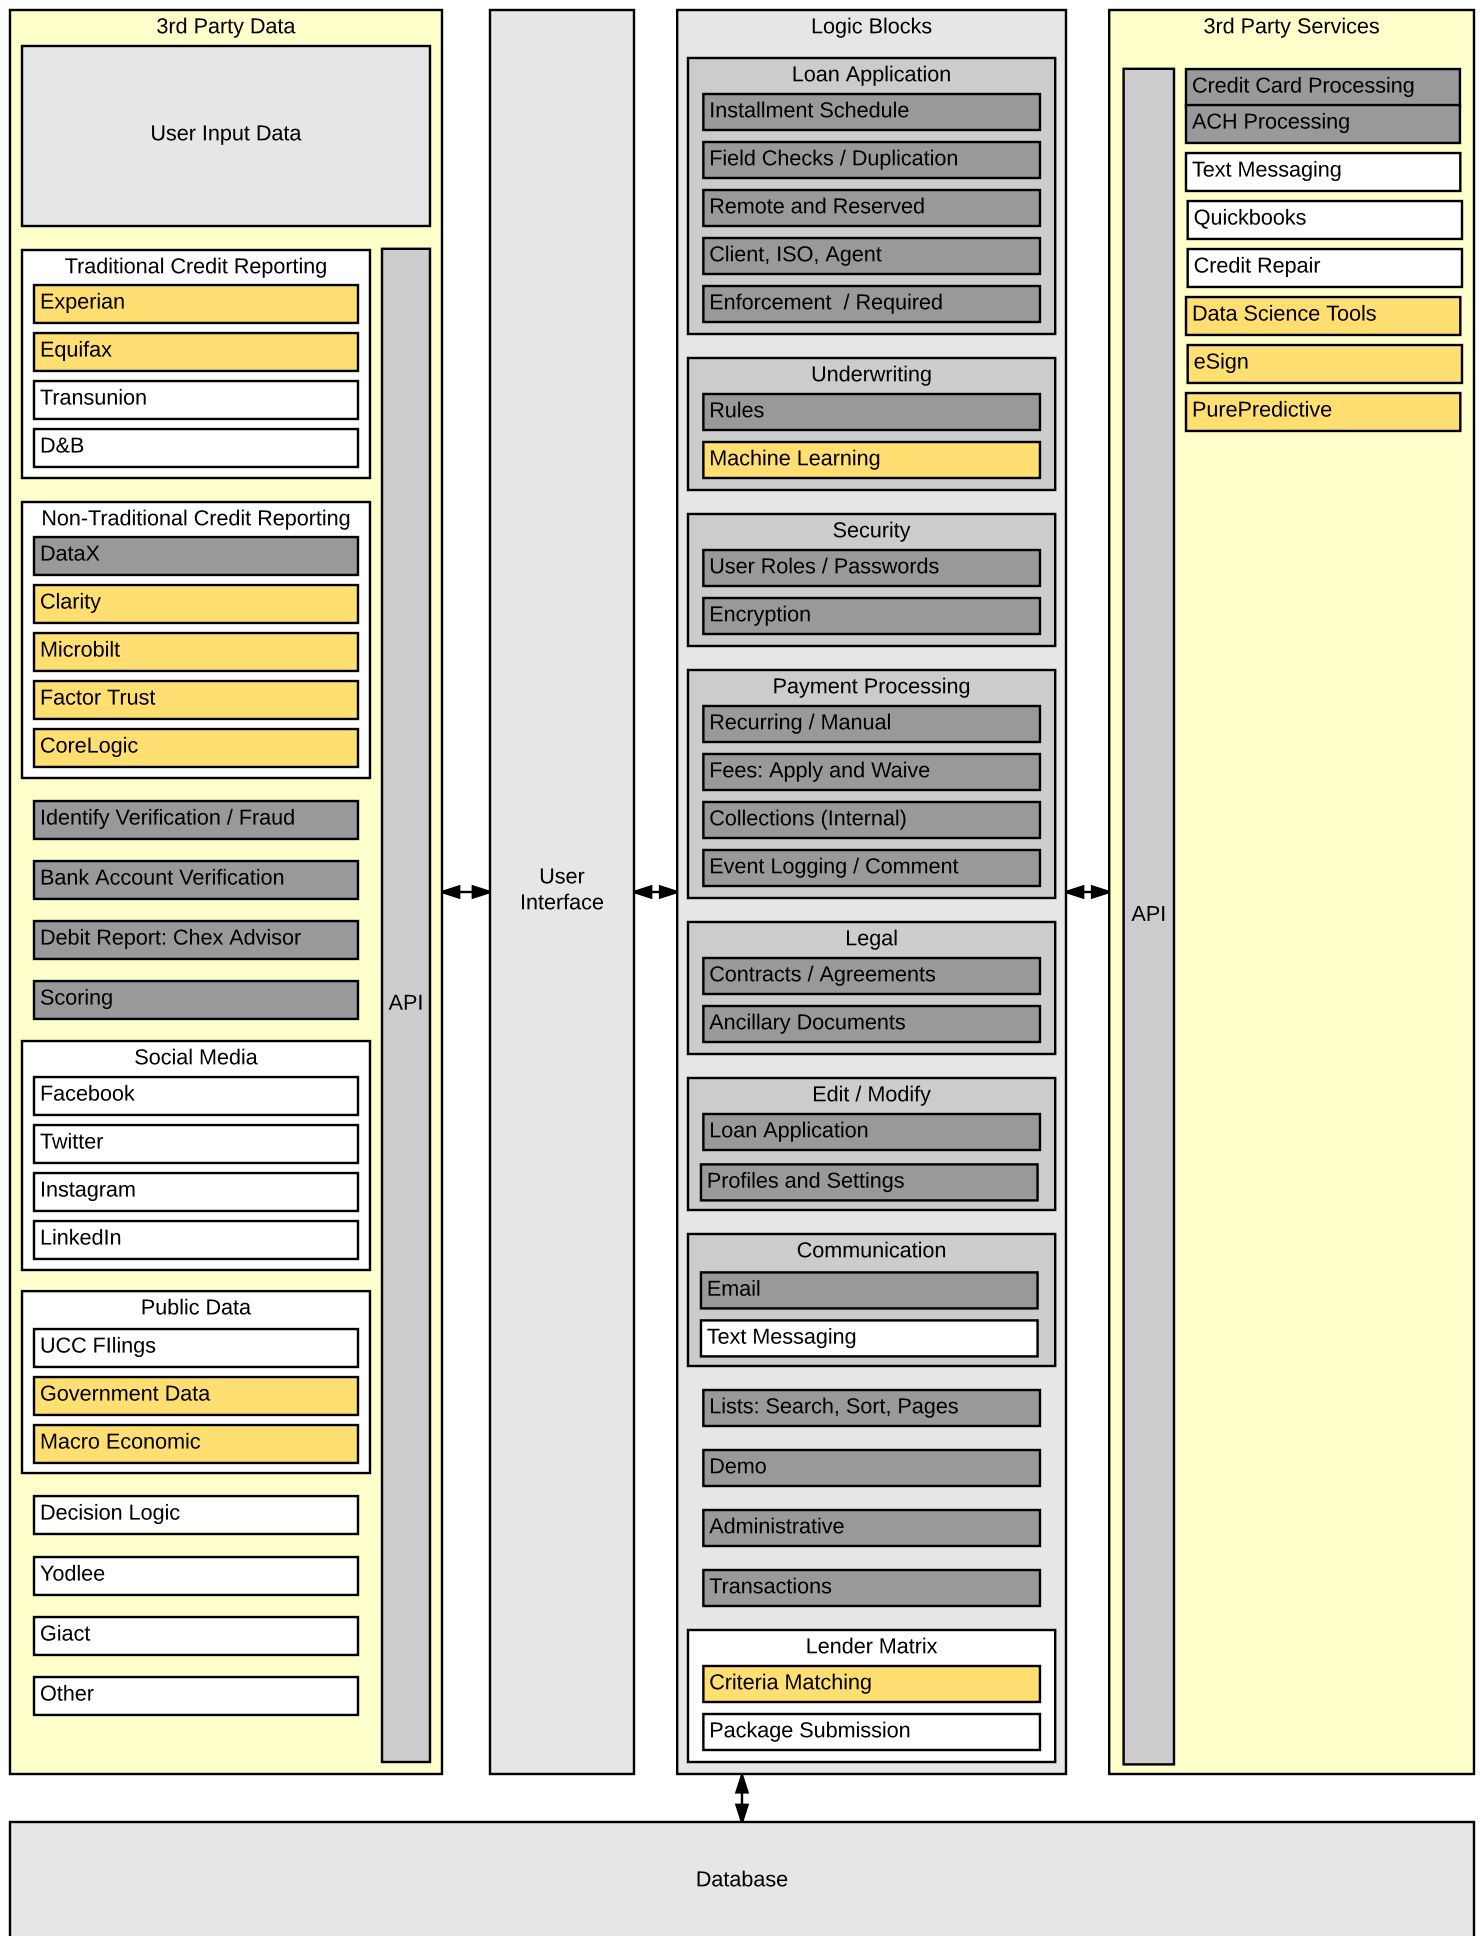 3rd Party Data
User Input Data
Traditional Credit Reporting
Experian
Equifax
Transunion
D&B
Non-Traditional Credit Reporting
DataX
Clarity
Microbilt
Factor Trust
CoreLogic
Identify Verification / Fraud
Bank Account Verification
Debit Report: Chex Advisor
Scoring
Social Media
Facebook
Twitter
Instagram
LinkedIn
Public Data
UCC FIlings
Government Data
Macro Economic
Decision Logic
Yodlee
Giact
Other
API
User
Interface
Logic Blocks
Loan Application
Installment Schedule
Field Checks / Duplication
Remote and Reserved
Client, ISO, Agent
Enforcement  / Required
Underwriting
Rules
Machine Learning
Security
User Roles / Passwords
Encryption
Payment Processing
Recurring / Manual
Fees: Apply and Waive
Collections (Internal)
Event Logging / Comment
Legal
Contracts / Agreements
Ancillary Documents
Edit / Modify
Loan Application
Profiles and Settings
Communication
Email
Text Messaging
Lists: Search, Sort, Pages
Demo
Administrative
Transactions
Lender Matrix
Criteria Matching
Package Submission
3rd Party Services
API
Credit Card Processing
ACH Processing
Text Messaging
Quickbooks
Credit Repair
Data Science Tools
eSign
PurePredictive
Database